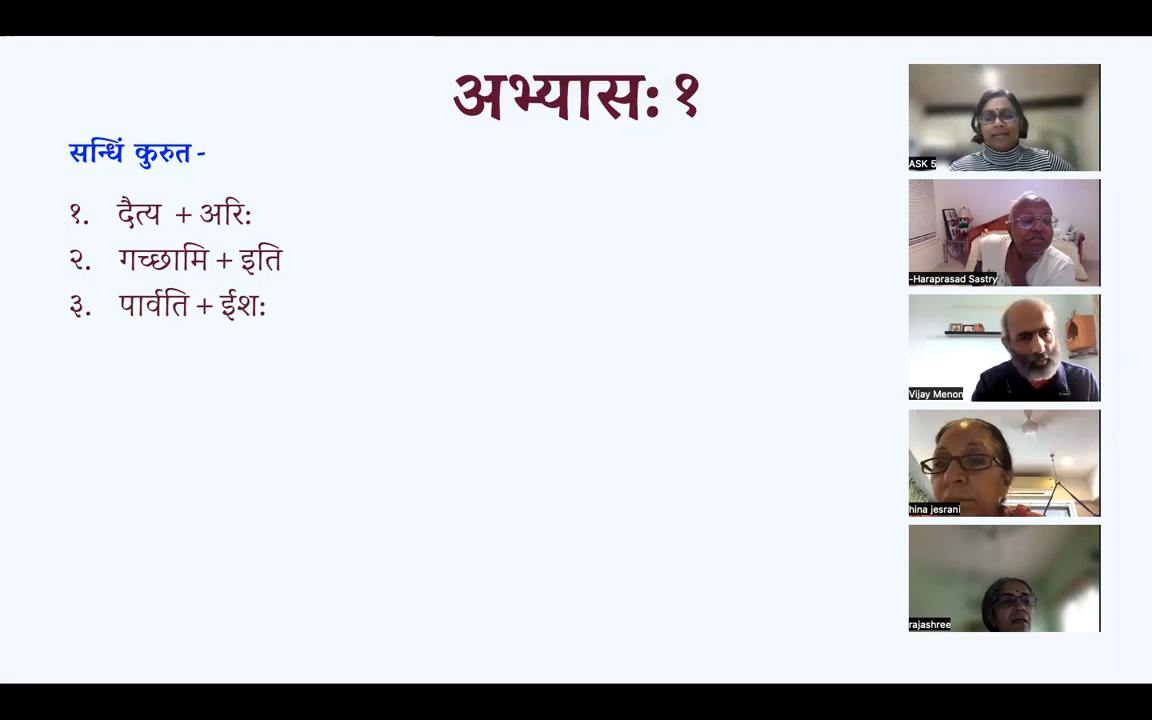 अभ्यास: १
सन्धिं कुरुत -
१. दैत्य + अरि:
२. गच्छामि + इति
३. पार्वति + ईश:
ASK 5
-Haraprasad Sastry
Vijay Menon
hina jesrani
rajashree